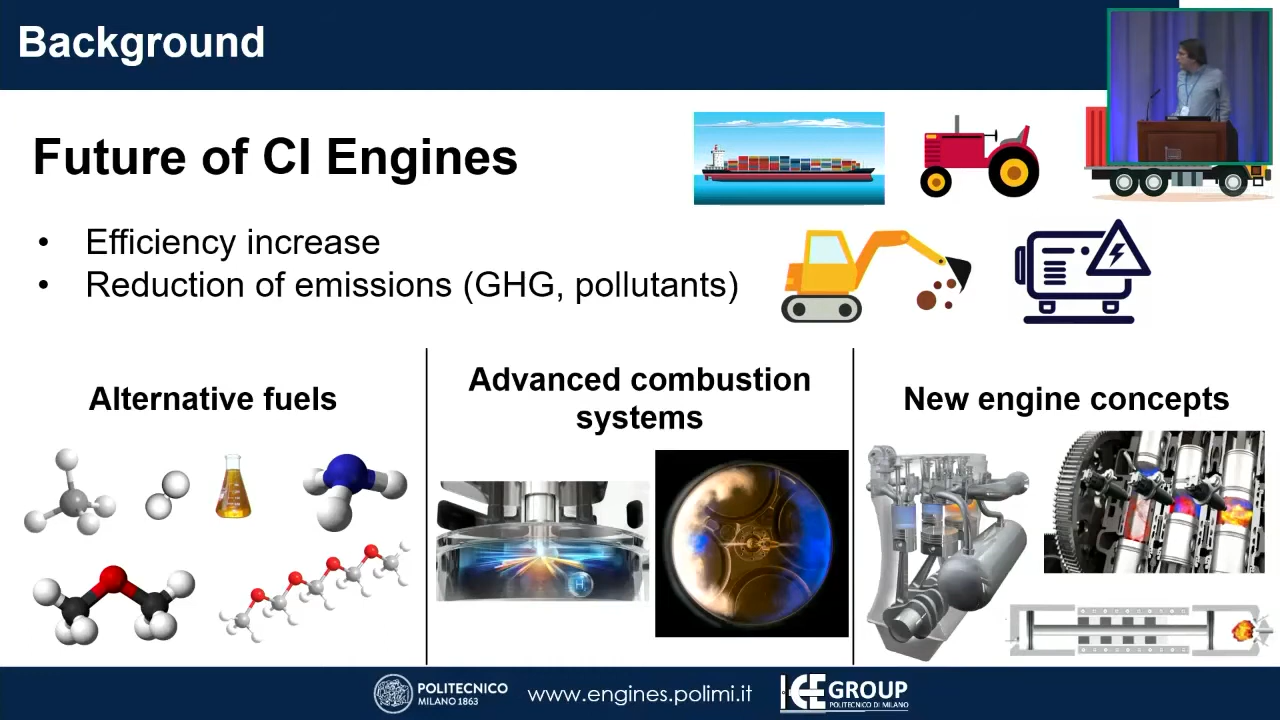 Background
Future of CI Engines
• Efficiency increase
• Reduction of emissions (GHG, pollutants)
Alternative fuels
Advanced combustion
systems
New engine concepts
H
POLITECNICO
MILANO 1863
www.engines.polimi.it
ICE GROUP
POLITECNICO DI MILANO